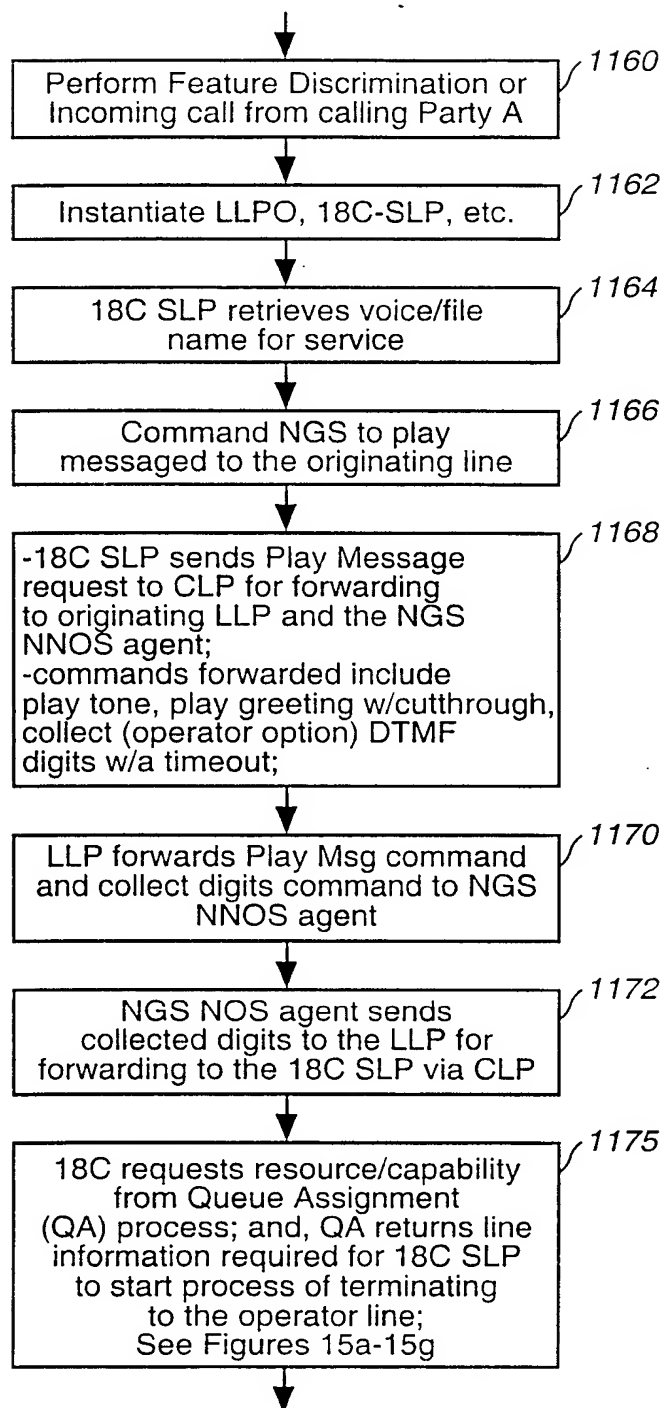 1160
Perform Feature Discrimination or
Incoming call from calling Party A
1162
Instantiate LLPO, 18C-SLP, etc.
1164
18C SLP retrieves voice/file
name for service
1166
Command NGS to play
messaged to the originating line
1168
-18C SLP sends Play Message
request to CLP for forwarding
to originating LLP and the NGS
NNOS agent;
-commands forwarded include
play tone, play greeting w/cutthrough,
collect (operator option) DTMF
digits w/a timeout;
1170
LLP forwards Play Msg command
and collect digits command to NGS
NNOS agent
1172
NGS NOS agent sends
collected digits to the LLP for
forwarding to the 18C SLP via CLP
1175
18C requests resource/capability
from Queue Assignment
(QA) process; and, QA returns line
information required for 18C SLP
to start process of terminating
to the operator line;
See Figures 15a-15g